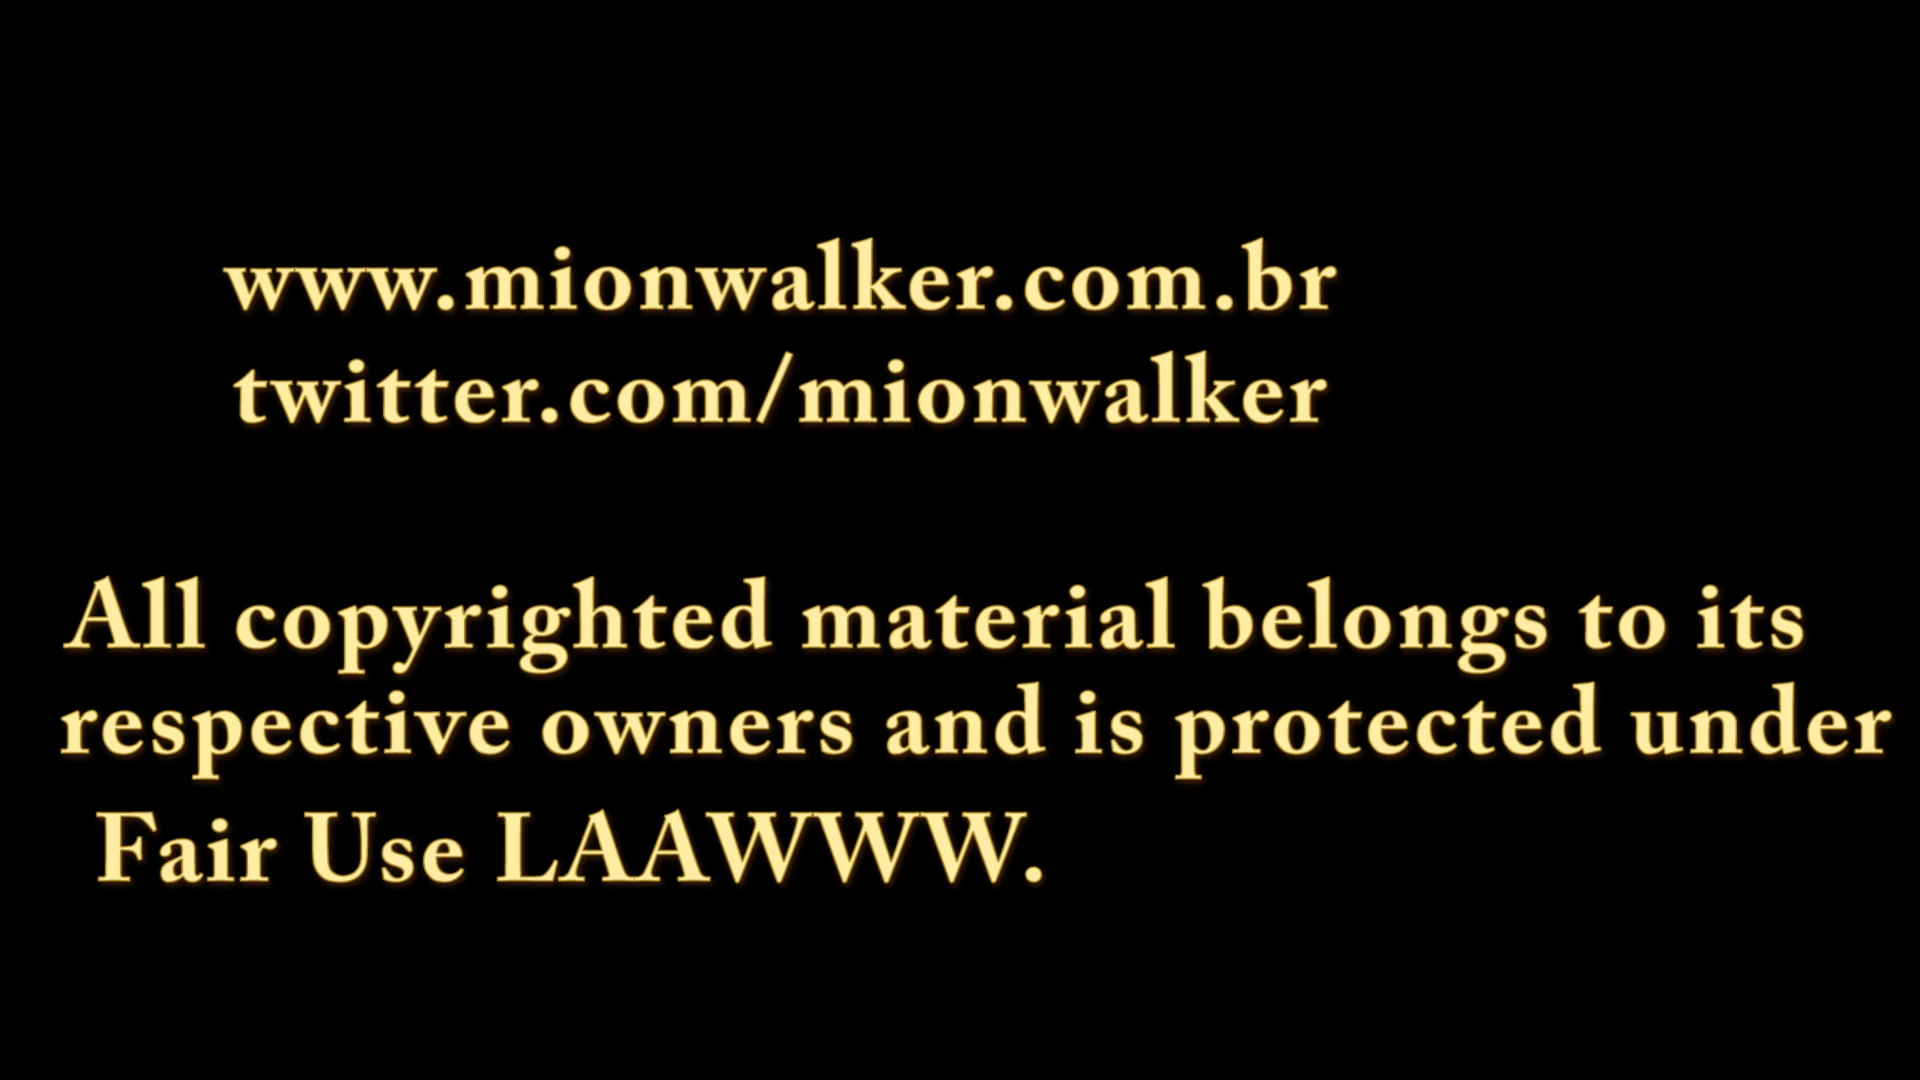 www.mionwalker.com.br
twitter.com/mionwalker
All copyrighted material belongs to its
respective owners and is protected under
Fair Use LAAWWW.